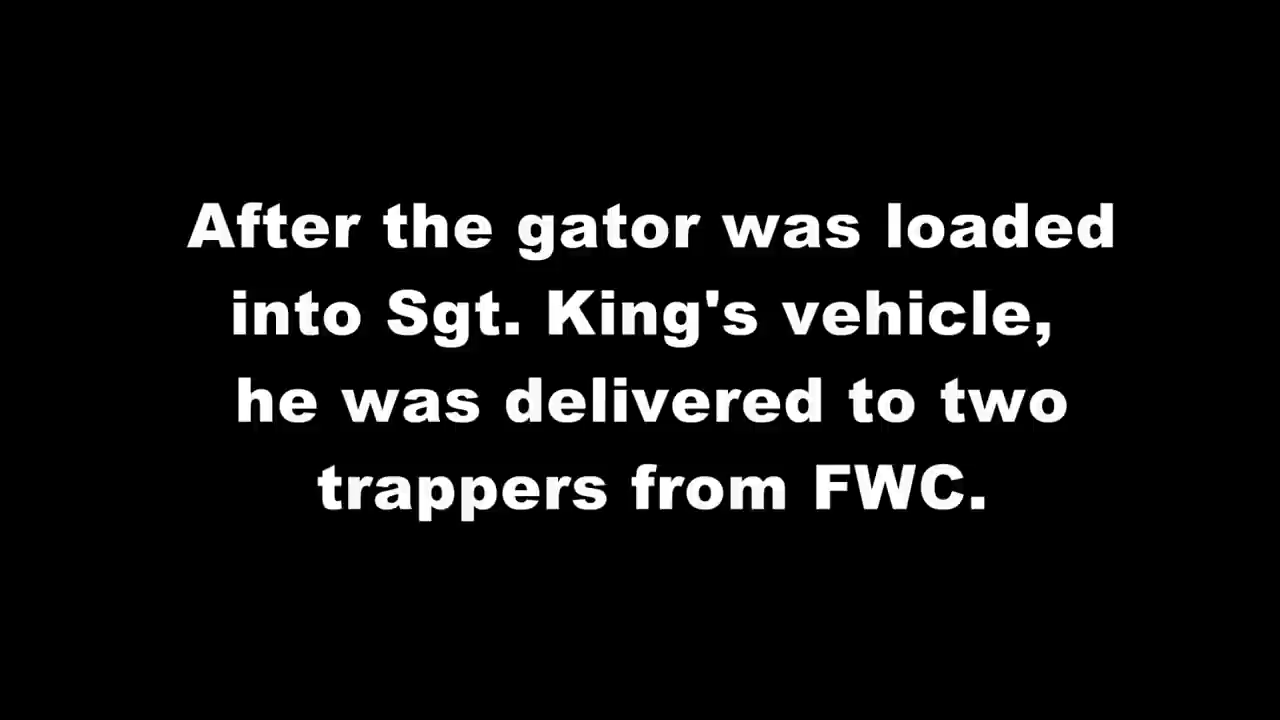 After the gator was loaded
into Sgt. King's vehicle,
he was delivered to two
trappers from FWC.